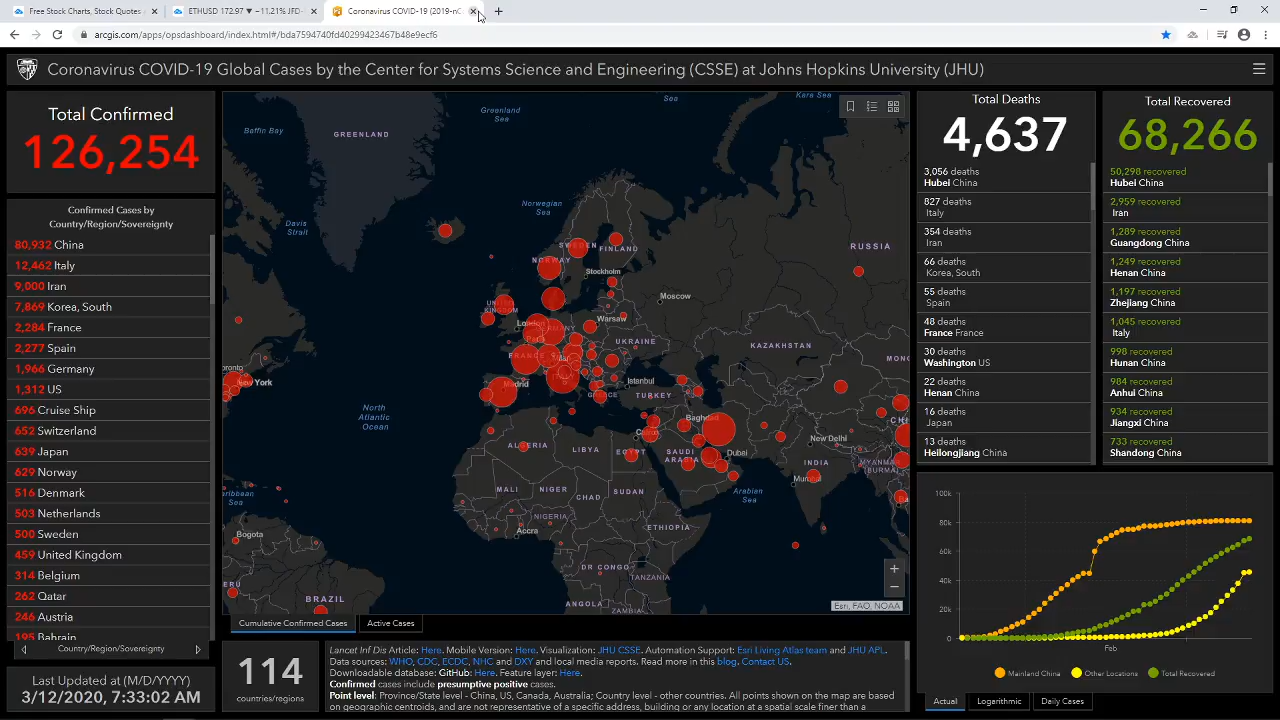 Free Stock Charts, Stock Quotes
ETHUSD 172.97 ▼ −11.21% JFD-
Coronavirus COVID-19 (2019-nC
arcgis.com/apps/opsdashboard/index.html#/bda7594740fd40299423467b48e9ecf6
Coronavirus COVID-19 Global Cases by the Center for Systems Science and Engineering (CSSE) at Johns Hopkins University (JHU)
Total Confirmed
126,254
Confirmed Cases by
Country/Region/Sovereignty
80,932 China
12,462 Italy
9,000 Iran
7,869 Korea, South
2,284 France
2,277 Spain
1,966 Germany
1,312 US
696 Cruise Ship
652 Switzerland
639 Japan
629 Norway
516 Denmark
503 Netherlands
500 Sweden
459 United Kingdom
314 Belgium
262 Qatar
246 Austria
195 Bahrain
Country/Region/Sovereignty
Last Updated at (M/D/YYYY)
3/12/2020, 7:33:02 AM
Kara Sea
Sea
Greenland
Sea
Baffin Bay
GREENLAND
Norwegian
Sea
Davis
Strait
SWEDEN
FINLAND
NORWAY
RUSSIA
Stockholm
Moscow
UNITED
KINGDOM
London
Warsaw
GERMANY
Paris
UKRAINE
KAZAKHSTAN
FRANCE
MONG
Toronto
New York
Madrid
ITALY
Istanbul
GREECE
TURKEY
North
Atlantic
Ocean
Baghdad
Cairo
CH
New Delhi
ALGERIA
LIBYA
EGYPT
SAUDI
ARABIA
Dubai
INDIA
MYANMAR
BURMA
Mumbai
Caribbean
Sea
MALI
NIGER
CHAD
SUDAN
Arabian
Sea
Ba
NIGERIA
Bogota
Accra
ETHIOPIA
DR CONGO
TANZANIA
PERU
BRAZIL
ANGOLA
ZAMBIA
+
−
Esri, FAO, NOAA
Cumulative Confirmed Cases
Active Cases
114
countries/regions
Lancet Inf Dis Article: Here. Mobile Version: Here. Visualization: JHU CSSE. Automation Support: Esri Living Atlas team and JHU APL.
Data sources: WHO, CDC, ECDC, NHC and DXY and local media reports. Read more in this blog. Contact US.
Downloadable database: GitHub: Here. Feature layer: Here.
Confirmed cases include presumptive positive cases.
Point level: Province/State level - China, US, Canada, Australia; Country level - other countries. All points shown on the map are based
on geographic centroids, and are not representative of a specific address, building or any location at a spatial scale finer than a
Total Deaths
4,637
3,056 deaths
Hubei China
827 deaths
Italy
354 deaths
Iran
66 deaths
Korea, South
55 deaths
Spain
48 deaths
France France
30 deaths
Washington US
22 deaths
Henan China
16 deaths
Japan
13 deaths
Heilongjiang China
Total Recovered
68,266
50,298 recovered
Hubei China
2,959 recovered
Iran
1,289 recovered
Guangdong China
1,249 recovered
Henan China
1,197 recovered
Zhejiang China
1,045 recovered
Italy
998 recovered
Hunan China
984 recovered
Anhui China
934 recovered
Jiangxi China
733 recovered
Shandong China
100k
80k
60k
40k
20k
0
Feb
Mainland China
Other Locations
Total Recovered
Actual
Logarithmic
Daily Cases